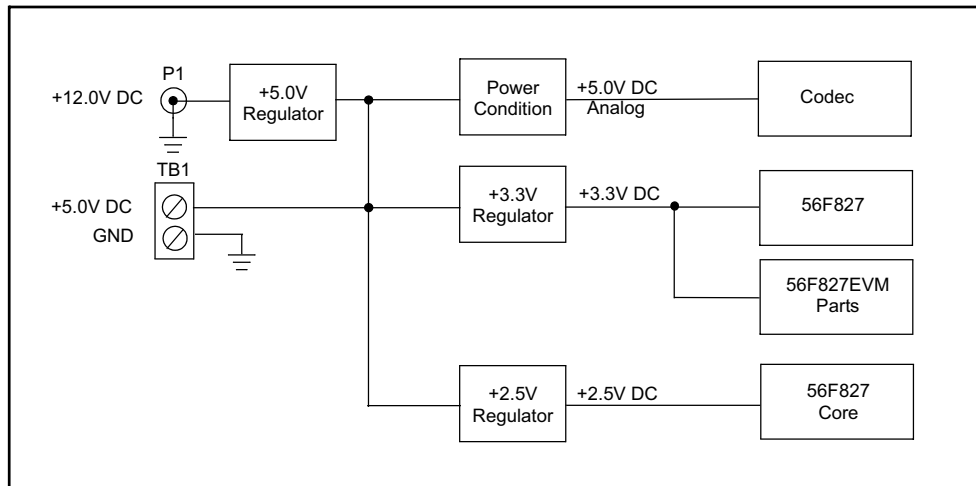 P1
+12.0V DC
+5.0V
Regulator
Power
Condition
+5.0V DC
Analog
Codec
TB1
+5.0V DC
GND
+3.3V
Regulator
+3.3V DC
56F827
56F827EVM
Parts
+2.5V
Regulator
+2.5V DC
56F827
Core